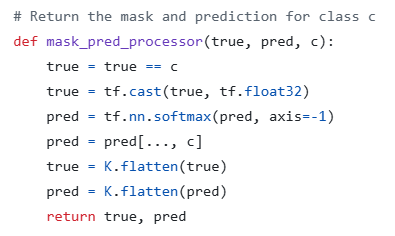 # Return the mask and prediction for class c
def mask_pred_processor(true, pred, c):
    true = true == c
    true = tf.cast(true, tf.float32)
    pred = tf.nn.softmax(pred, axis=-1)
    pred = pred[..., c]
    true = K.flatten(true)
    pred = K.flatten(pred)
    return true, pred